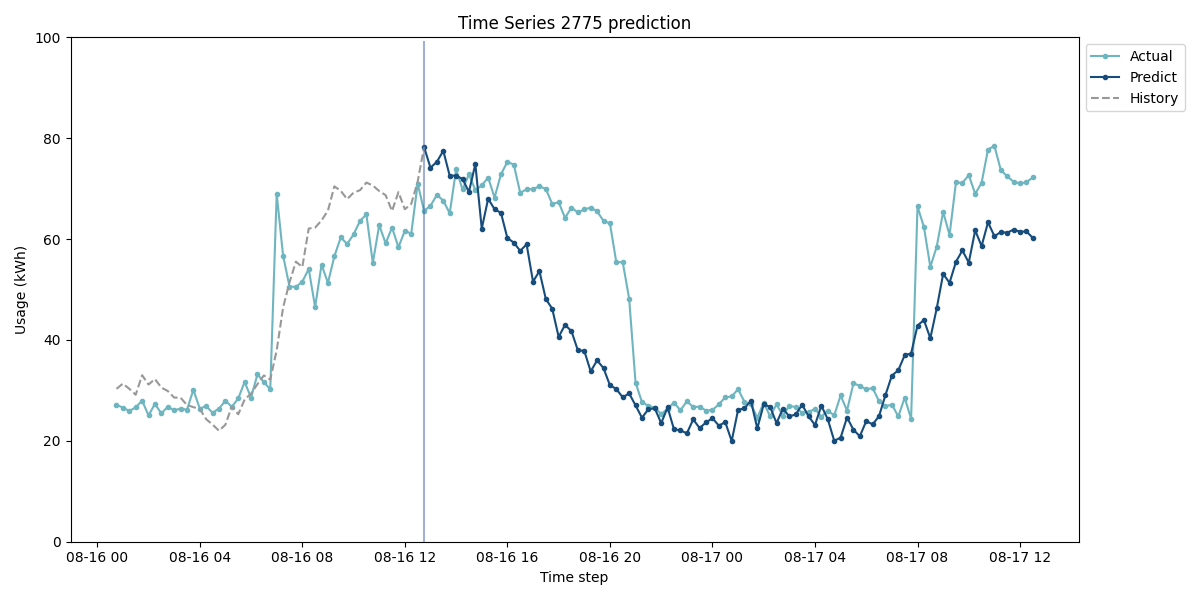 Time Series 2775 prediction
Usage (kWh)
100
80
60
40
20
0
08-16 00
08-16 04
08-16 08
08-16 12
08-16 16
08-16 20
08-17 00
08-17 04
08-17 08
08-17 12
Time step
Actual
Predict
History